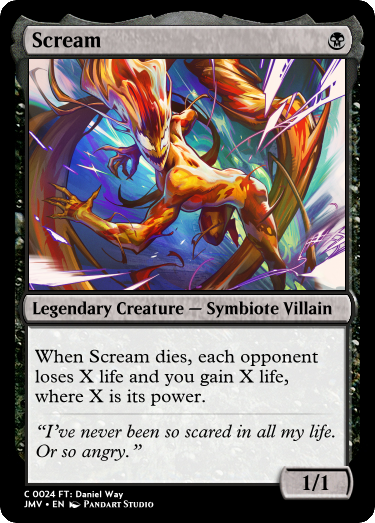 Scream
Legendary Creature — Symbiote Villain
When Scream dies, each opponent
loses X life and you gain X life,
where X is its power.
“I’ve never been so scared in all my life.
Or so angry.”
1/1
C 0024 FT: Daniel Way
JMV • EN Pandart Studio